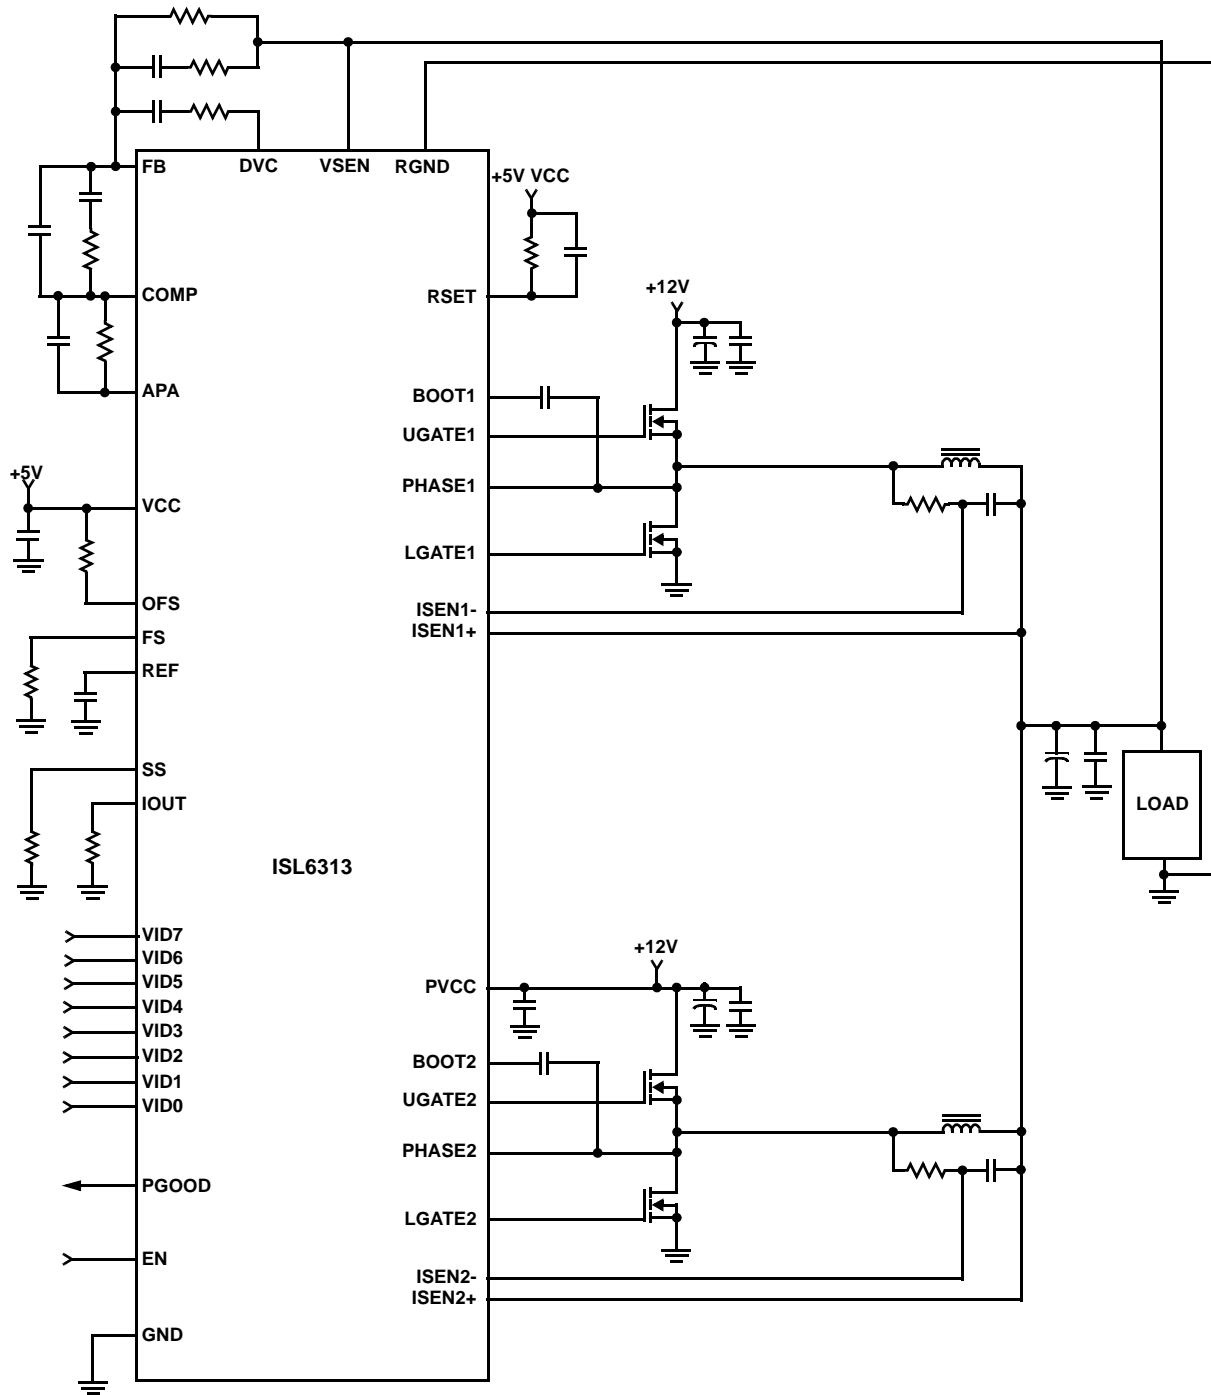 FB
DVC
VSEN
RGND
+5V VCC
COMP
RSET
+12V
APA
BOOT1
UGATE1
+5V
VCC
PHASE1
LGATE1
OFS
ISEN1-
FS
ISEN1+
REF
SS
IOUT
LOAD
ISL6313
VID7
VID6
VID5
VID4
VID3
VID2
VID1
VID0
+12V
PVCC
BOOT2
UGATE2
PHASE2
PGOOD
LGATE2
EN
ISEN2-
ISEN2+
GND